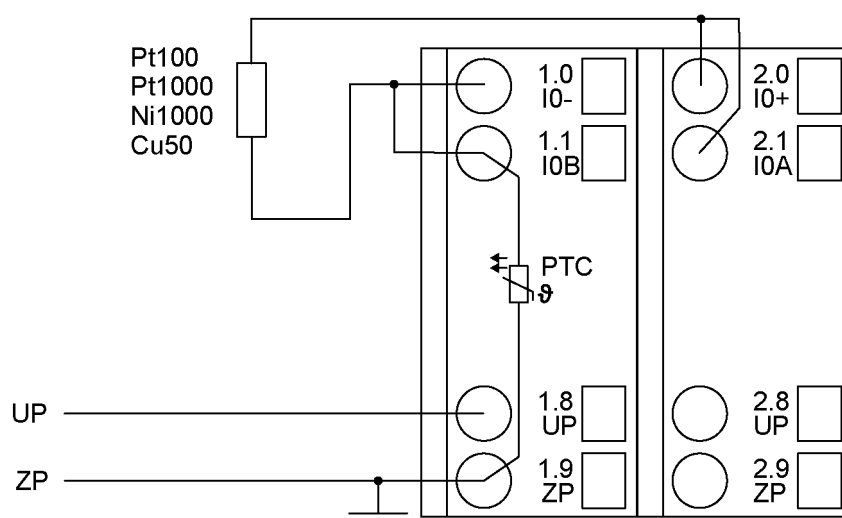 Pt100
Pt1000
Ni1000
Cu50
1.0
I0-
2.0
I0+
1.1
I0B
2.1
I0A
PTC
ϑ
UP
1.8
UP
2.8
UP
ZP
1.9
ZP
2.9
ZP